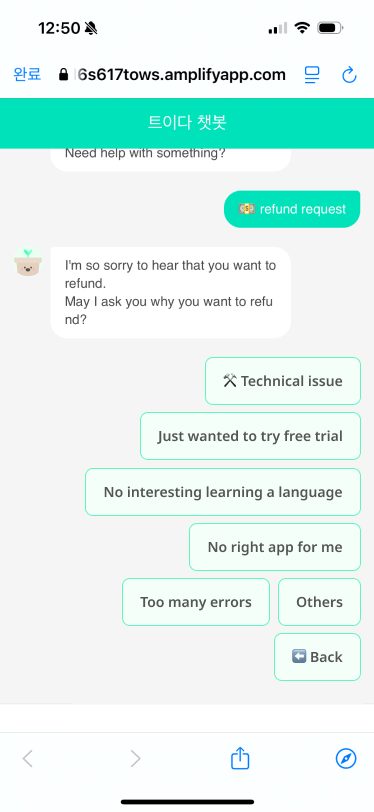 12:50
완료
6s617tows.amplifyapp.com
트이다 챗봇
Need help with something?
💵 refund request
I'm so sorry to hear that you want to
refund.
May I ask you why you want to refu
nd?
⚒ Technical issue
Just wanted to try free trial
No interesting learning a language
No right app for me
Too many errors
Others
⬅ Back